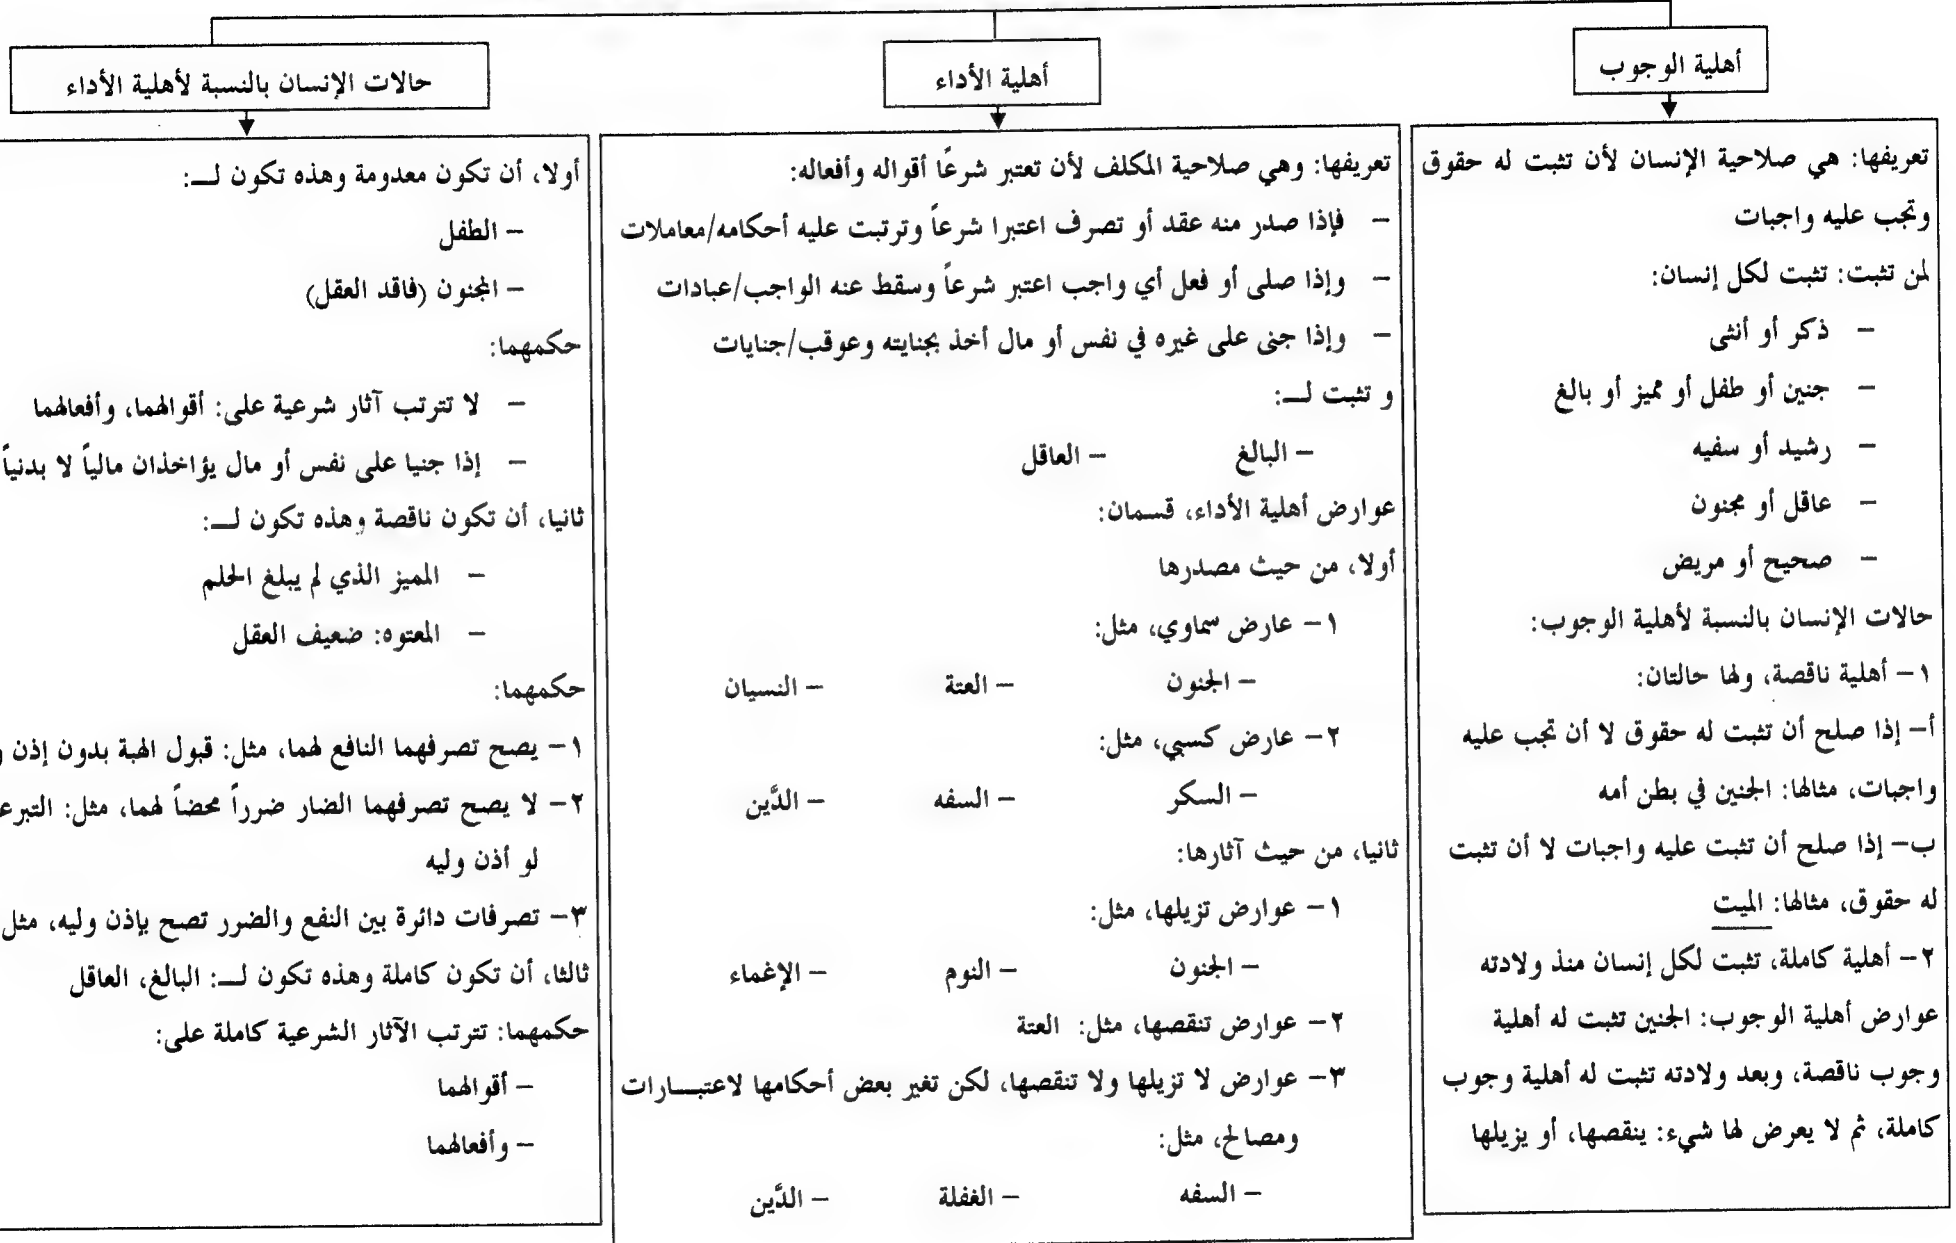 أهلية الوجوب
تعريفها: هي صلاحية الإنسان لأن تثبت له حقوق
وتجب عليه واجبات
لمن تثبت: تثبت لكل إنسان:
– ذكر أو أنثى
– جنين أو طفل أو مميز أو بالغ
– رشيد أو سفيه
– عاقل أو مجنون
– صحيح أو مريض
حالات الإنسان بالنسبة لأهلية الوجوب:
١– أهلية ناقصة، ولها حالتان:
أ– إذا صلح أن تثبت له حقوق لا أن تجب عليه
واجبات، مثالها: الجنين في بطن أمه
ب– إذا صلح أن تثبت عليه واجبات لا أن تثبت
له حقوق، مثالها: الميت
٢– أهلية كاملة، تثبت لكل إنسان منذ ولادته
عوارض أهلية الوجوب: الجنين تثبت له أهلية
وجوب ناقصة، وبعد ولادته تثبت له أهلية وجوب
كاملة، ثم لا يعرض لها شيء: ينقصها، أو يزيلها
أهلية الأداء
تعريفها: وهي صلاحية المكلف لأن تعتبر شرعًا أقواله وأفعاله:
– فإذا صدر منه عقد أو تصرف اعتبرا شرعاً وترتبت عليه أحكامه/معاملات
– وإذا صلى أو فعل أي واجب اعتبر شرعاً وسقط عنه الواجب/عبادات
– وإذا جنى على غيره في نفس أو مال أخذ بجنايته وعوقب/جنايات
و تثبت لــ:
– البالغ – العاقل
عوارض أهلية الأداء، قسمان:
أولا، من حيث مصدرها
١– عارض سماوي، مثل:
– الجنون – العتة – النسيان
٢– عارض كسبي، مثل:
– السكر – السفه – الدَّين
ثانيا، من حيث آثارها:
١– عوارض تزيلها، مثل:
– الجنون – النوم – الإغماء
٢– عوارض تنقصها، مثل: العتة
٣– عوارض لا تزيلها ولا تنقصها، لكن تغير بعض أحكامها لاعتبـــارات
ومصالح، مثل:
– السفه – الغفلة – الدَّين
حالات الإنسان بالنسبة لأهلية الأداء
أولا، أن تكون معدومة وهذه تكون لــ:
– الطفل
– المجنون (فاقد العقل)
حكمهما:
– لا تترتب آثار شرعية على: أقوالهما، وأفعالهما
– إذا جنيا على نفس أو مال يؤاخذان مالياً لا بدنياً
ثانيا، أن تكون ناقصة وهذه تكون لــ:
– المميز الذي لم يبلغ الحلم
– المعتوه: ضعيف العقل
حكمهما:
١– يصح تصرفهما النافع لهما، مثل: قبول الهبة بدون إذن
٢– لا يصح تصرفهما الضار ضرراً محضاً لهما، مثل:
لو أذن وليه
٣– تصرفات دائرة بين النفع والضرر تصح بإذن وليه، مثل
ثالثا، أن تكون كاملة وهذه تكون لــ: البالغ، العاقل
حكمهما: تترتب الآثار الشرعية كاملة على:
– أقوالهما
– وأفعالهما